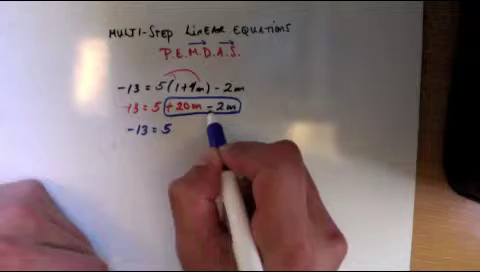 MULTI-STEP LINEAR EQUATIONS
P.E.M.D.A.S.
-13 = 5(1+4m) - 2m
-13 = 5 +20m - 2m
-13 = 5